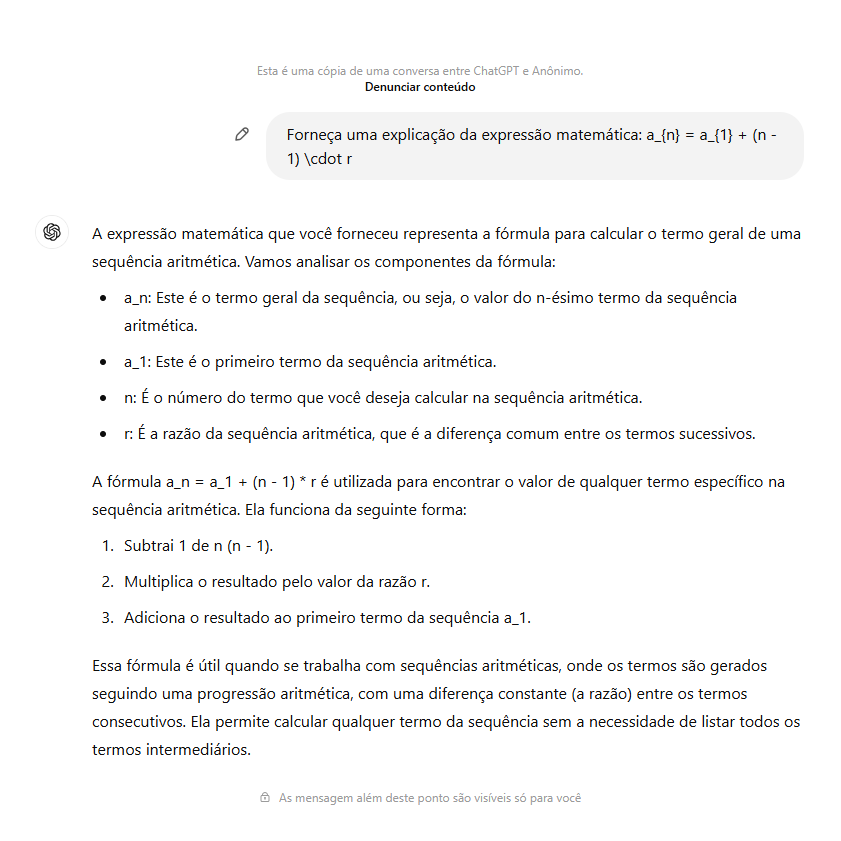 Esta é uma cópia de uma conversa entre ChatGPT e Anônimo.
Denunciar conteúdo
Forneça uma explicação da expressão matemática: a_{n} = a_{1} + (n -
1) \cdot r
A expressão matemática que você forneceu representa a fórmula para calcular o termo geral de uma
sequência aritmética. Vamos analisar os componentes da fórmula:
• a_n: Este é o termo geral da sequência, ou seja, o valor do n-ésimo termo da sequência
aritmética.
• a_1: Este é o primeiro termo da sequência aritmética.
• n: É o número do termo que você deseja calcular na sequência aritmética.
• r: É a razão da sequência aritmética, que é a diferença comum entre os termos sucessivos.
A fórmula a_n = a_1 + (n - 1) * r é utilizada para encontrar o valor de qualquer termo específico na
sequência aritmética. Ela funciona da seguinte forma:
1. Subtrai 1 de n (n - 1).
2. Multiplica o resultado pelo valor da razão r.
3. Adiciona o resultado ao primeiro termo da sequência a_1.
Essa fórmula é útil quando se trabalha com sequências aritméticas, onde os termos são gerados
seguindo uma progressão aritmética, com uma diferença constante (a razão) entre os termos
consecutivos. Ela permite calcular qualquer termo da sequência sem a necessidade de listar todos os
termos intermediários.
As mensagem além deste ponto são visíveis só para você